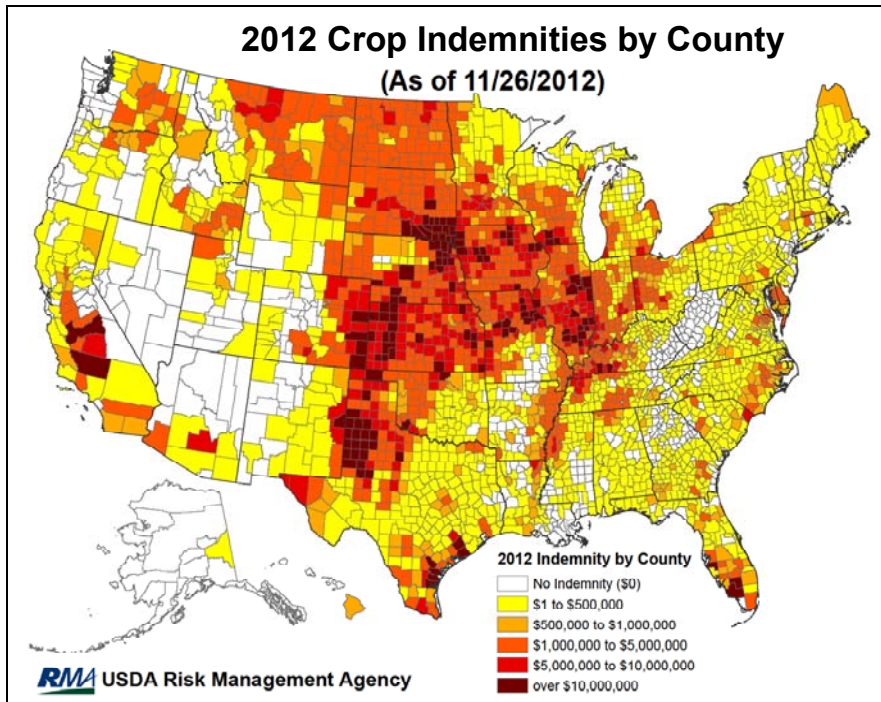 2012 Crop Indemnities by County
(As of 11/26/2012)
2012 Indemnity by County
No Indemnity ($0)
$1 to $500,000
$500,000 to $1,000,000
$1,000,000 to $5,000,000
$5,000,000 to $10,000,000
over $10,000,000
RMA USDA Risk Management Agency